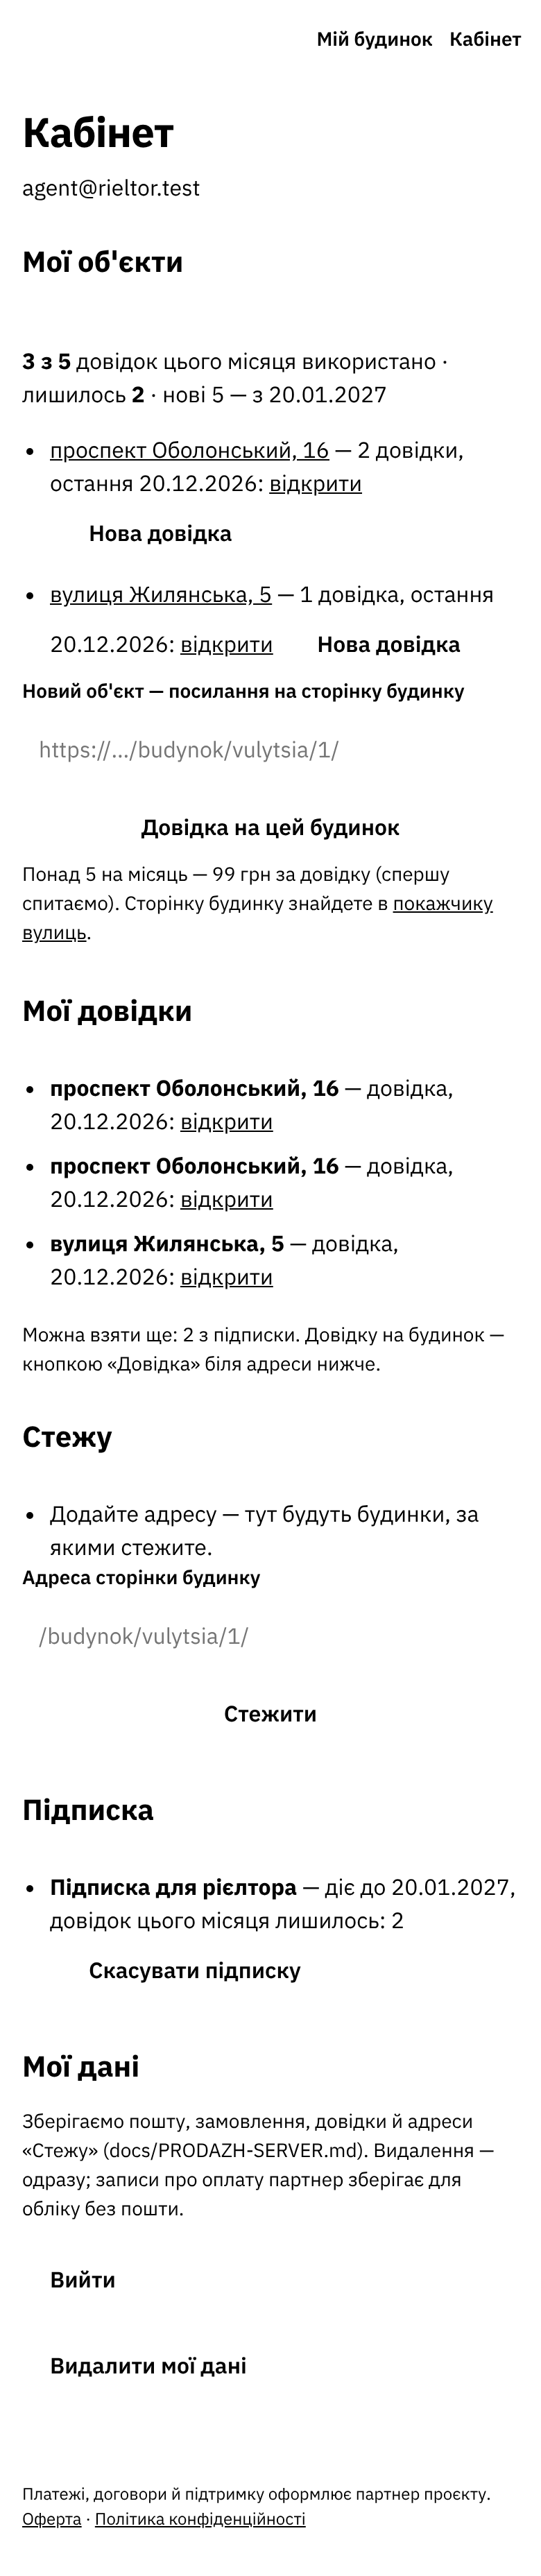 Мій будинок Кабінет
Кабінет
agent@rieltor.test
Мої об'єкти
3 з 5 довідок цього місяця використано ·
лишилось 2 · нові 5 — з 20.01.2027
• проспект Оболонський, 16 — 2 довідки,
остання 20.12.2026: відкрити
Нова довідка
• вулиця Жилянська, 5 — 1 довідка, остання
20.12.2026: відкрити Нова довідка
Новий об'єкт — посилання на сторінку будинку
https://…/budynok/vulytsia/1/
Довідка на цей будинок
Понад 5 на місяць — 99 грн за довідку (спершу
спитаємо). Сторінку будинку знайдете в покажчику
вулиць.
Мої довідки
• проспект Оболонський, 16 — довідка,
20.12.2026: відкрити
• проспект Оболонський, 16 — довідка,
20.12.2026: відкрити
• вулиця Жилянська, 5 — довідка,
20.12.2026: відкрити
Можна взяти ще: 2 з підписки. Довідку на будинок —
кнопкою «Довідка» біля адреси нижче.
Стежу
• Додайте адресу — тут будуть будинки, за
якими стежите.
Адреса сторінки будинку
/budynok/vulytsia/1/
Стежити
Підписка
• Підписка для рієлтора — діє до 20.01.2027,
довідок цього місяця лишилось: 2
Скасувати підписку
Мої дані
Зберігаємо пошту, замовлення, довідки й адреси
«Стежу» (docs/PRODAZH-SERVER.md). Видалення —
одразу; записи про оплату партнер зберігає для
обліку без пошти.
Вийти
Видалити мої дані
Платежі, договори й підтримку оформлює партнер проєкту.
Оферта · Політика конфіденційності